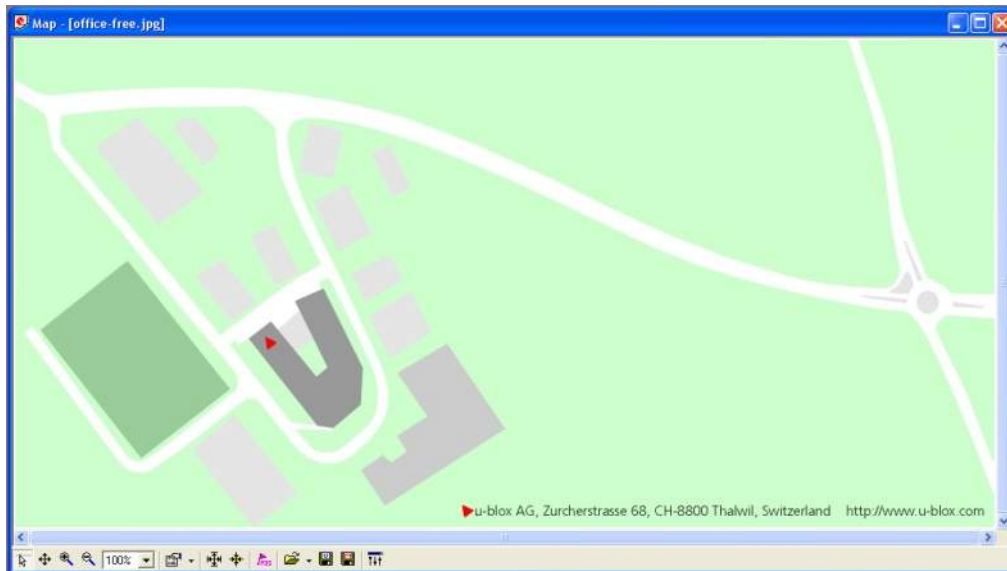 Map - [office-free.jpg]
u-blox AG, Zurcherstrasse 68, CH-8800 Thalwil, Switzerland http://www.u-blox.com
100%